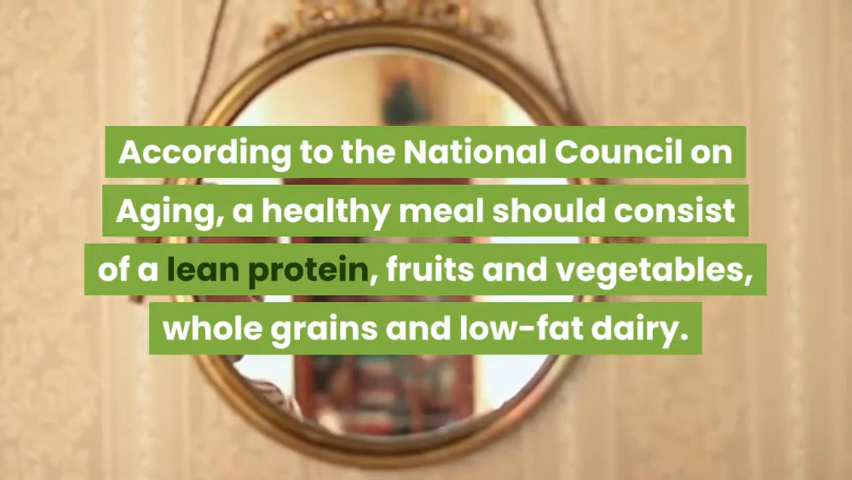 According to the National Council on
Aging, a healthy meal should consist
of a lean protein, fruits and vegetables,
whole grains and low-fat dairy.